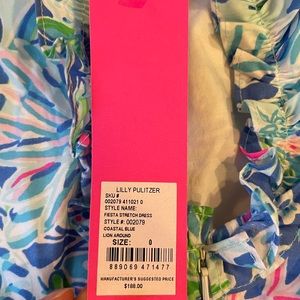 LILLY PULITZER
SKU #
002079 411021 0
STYLE NAME:
FIESTA STRETCH DRESS
STYLE #: 002079
COASTAL BLUE
LION AROUND
SIZE: 0
889069 471477
MANUFACTURER'S SUGGESTED PRICE
$188.00